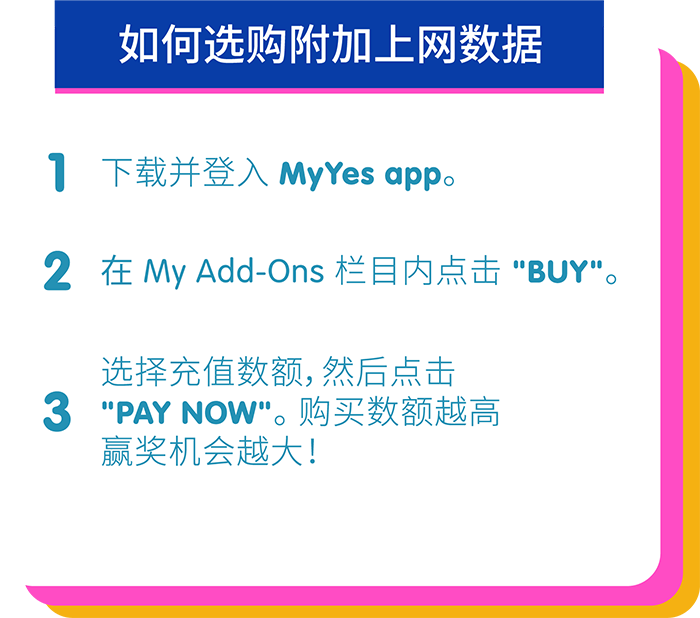 如何选购附加上网数据
1 下载并登入 MyYes app。
2 在 My Add-Ons 栏目内点击 "BUY"。
选择充值数额，然后点击
3 "PAY NOW"。购买数额越高
赢奖机会越大！